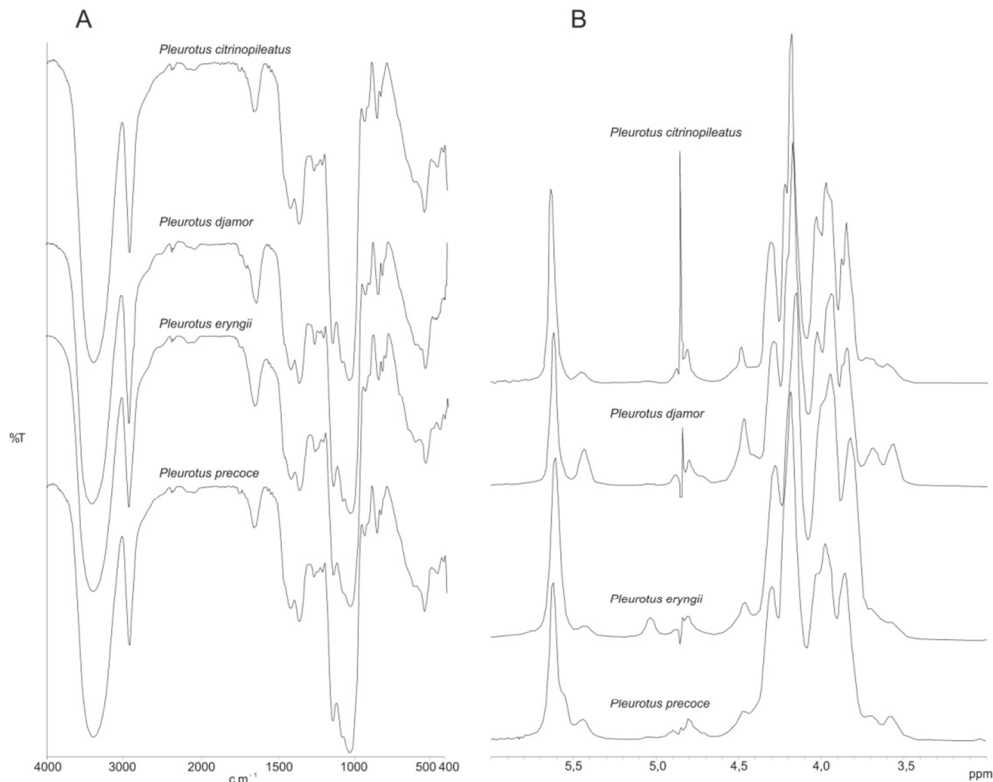 A
B
Pleurotus citrinopileatus
Pleurotus djamor
Pleurotus eryngii
Pleurotus precoce
%T
4000 3000 2000 1500 1000 500 400
cm⁻¹
Pleurotus citrinopileatus
Pleurotus djamor
Pleurotus eryngii
Pleurotus precoce
5,5 5,0 4,5 4,0 3,5
ppm